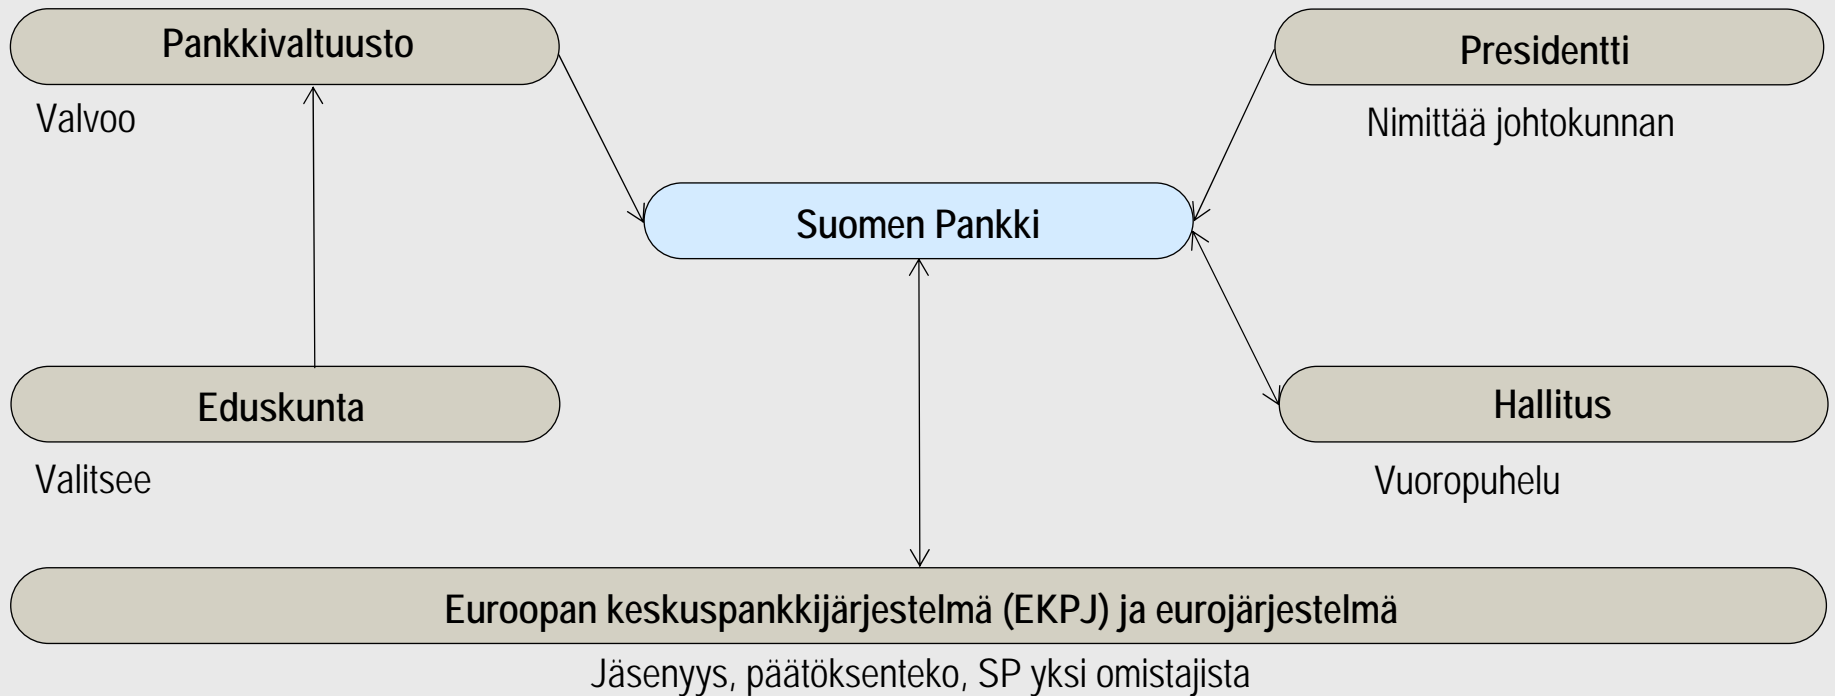 Pankkivaltuusto
Presidentti
Valvoo
Nimittää johtokunnan
Suomen Pankki
Eduskunta
Hallitus
Valitsee
Vuoropuhelu
Euroopan keskuspankkijärjestelmä (EKPJ) ja eurojärjestelmä
Jäsenyys, päätöksenteko, SP yksi omistajista